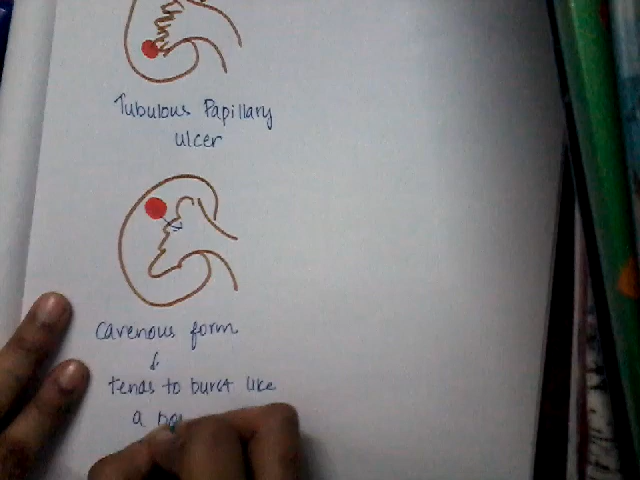 Tubulous Papillary
ulcer
Cavenous form
tends to burst like
a